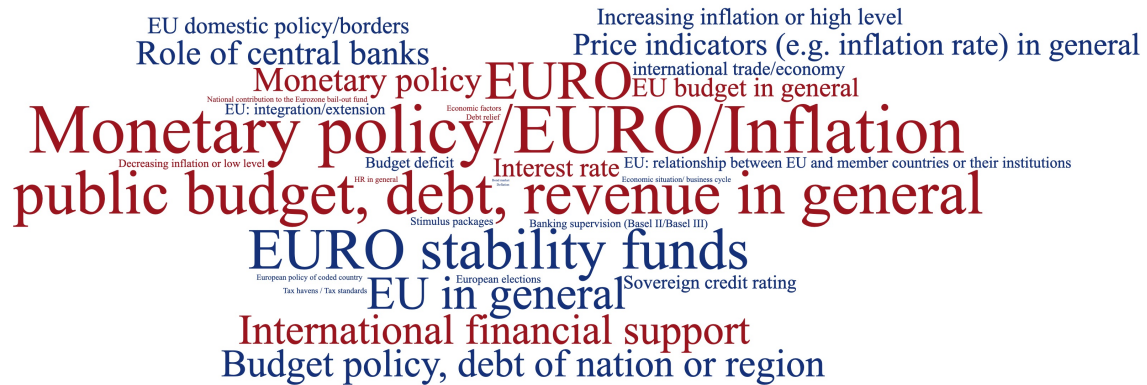 EU domestic policy/borders
Increasing inflation or high level
Role of central banks
Price indicators (e.g. inflation rate) in general
Monetary policy
EURO
international trade/economy
EU budget in general
National contribution to the Eurozone bail-out fund
EU: integration/extension
Economic factors
Debt relief
Monetary policy/EURO/Inflation
Decreasing inflation or low level
Budget deficit
Interest rate
EU: relationship between EU and member countries or their institutions
HR in general
Economic situation/ business cycle
public budget, debt, revenue in general
Stimulus packages
Banking supervision (Basel II/Basel III)
EURO stability funds
European policy of coded country
European elections
Sovereign credit rating
Tax havens / Tax standards
EU in general
International financial support
Budget policy, debt of nation or region